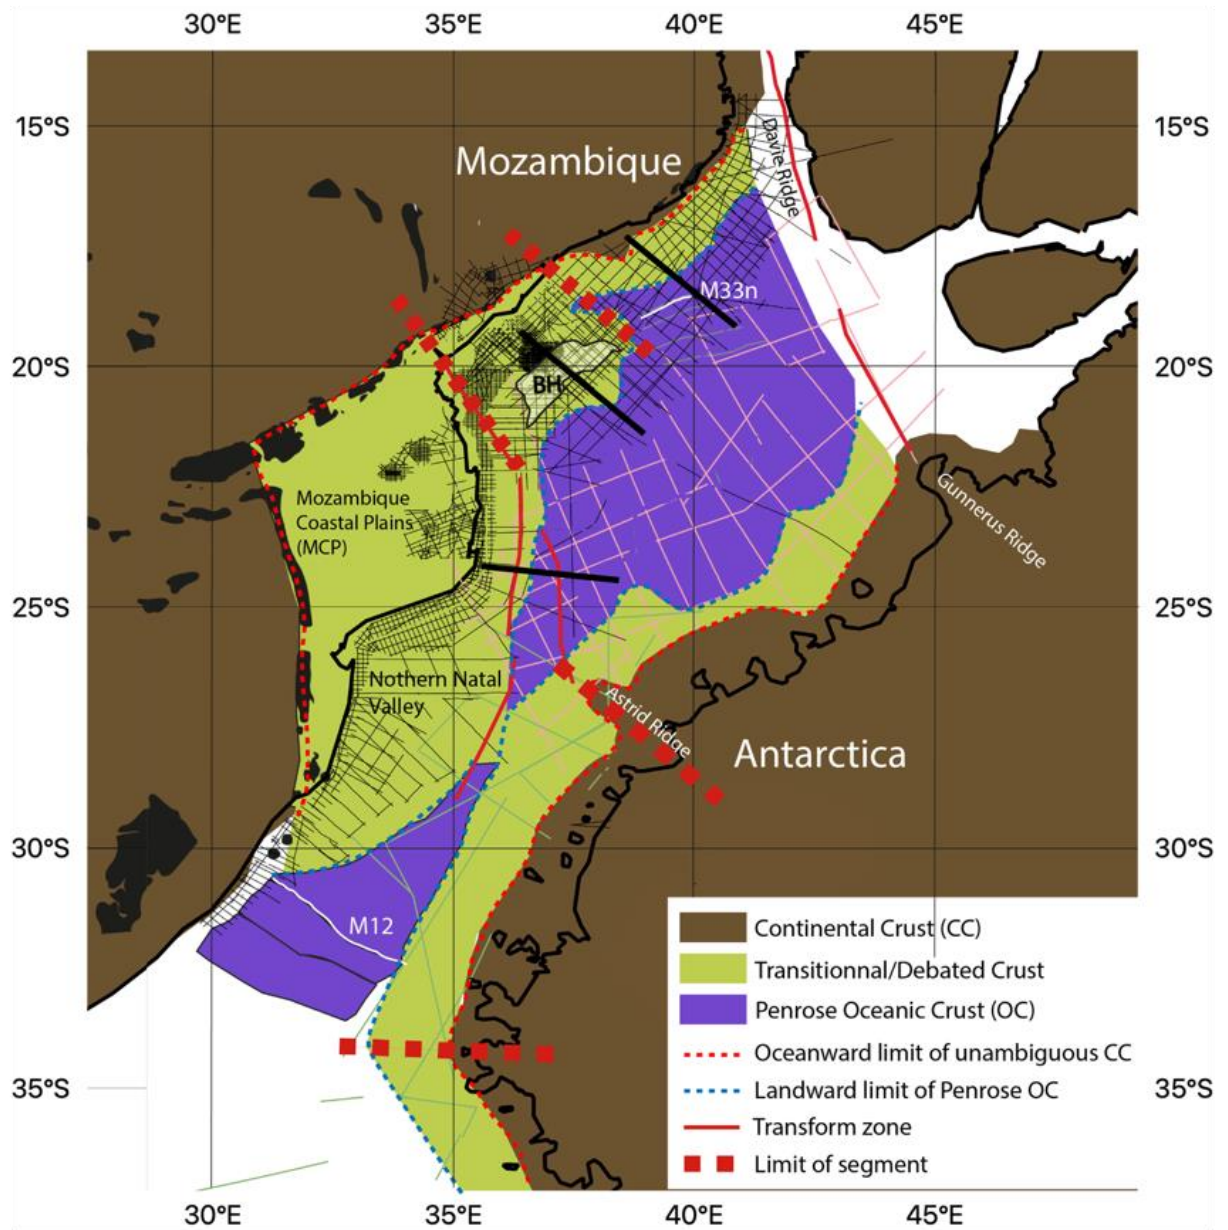 30°E 35°E 40°E 45°E
15°S 15°S
Mozambique
Davie Ridge
M33n
20°S 20°S
BH
Mozambique
Coastal Plains
(MCP)
Gunnerus Ridge
25°S 25°S
Nothern Natal
Valley
Astrid Ridge
Antarctica
30°S 30°S
M12
Continental Crust (CC)
Transitionnal/Debated Crust
Penrose Oceanic Crust (OC)
Oceanward limit of unambiguous CC
Landward limit of Penrose OC
Transform zone
Limit of segment
35°S 35°S
30°E 35°E 40°E 45°E